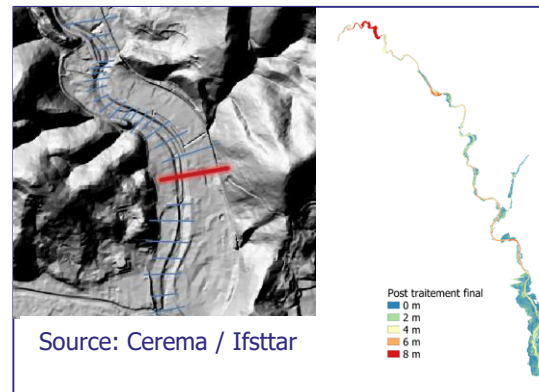 Source: Cerema / Ifsttar
Post traitement final
0 m
2 m
4 m
6 m
8 m